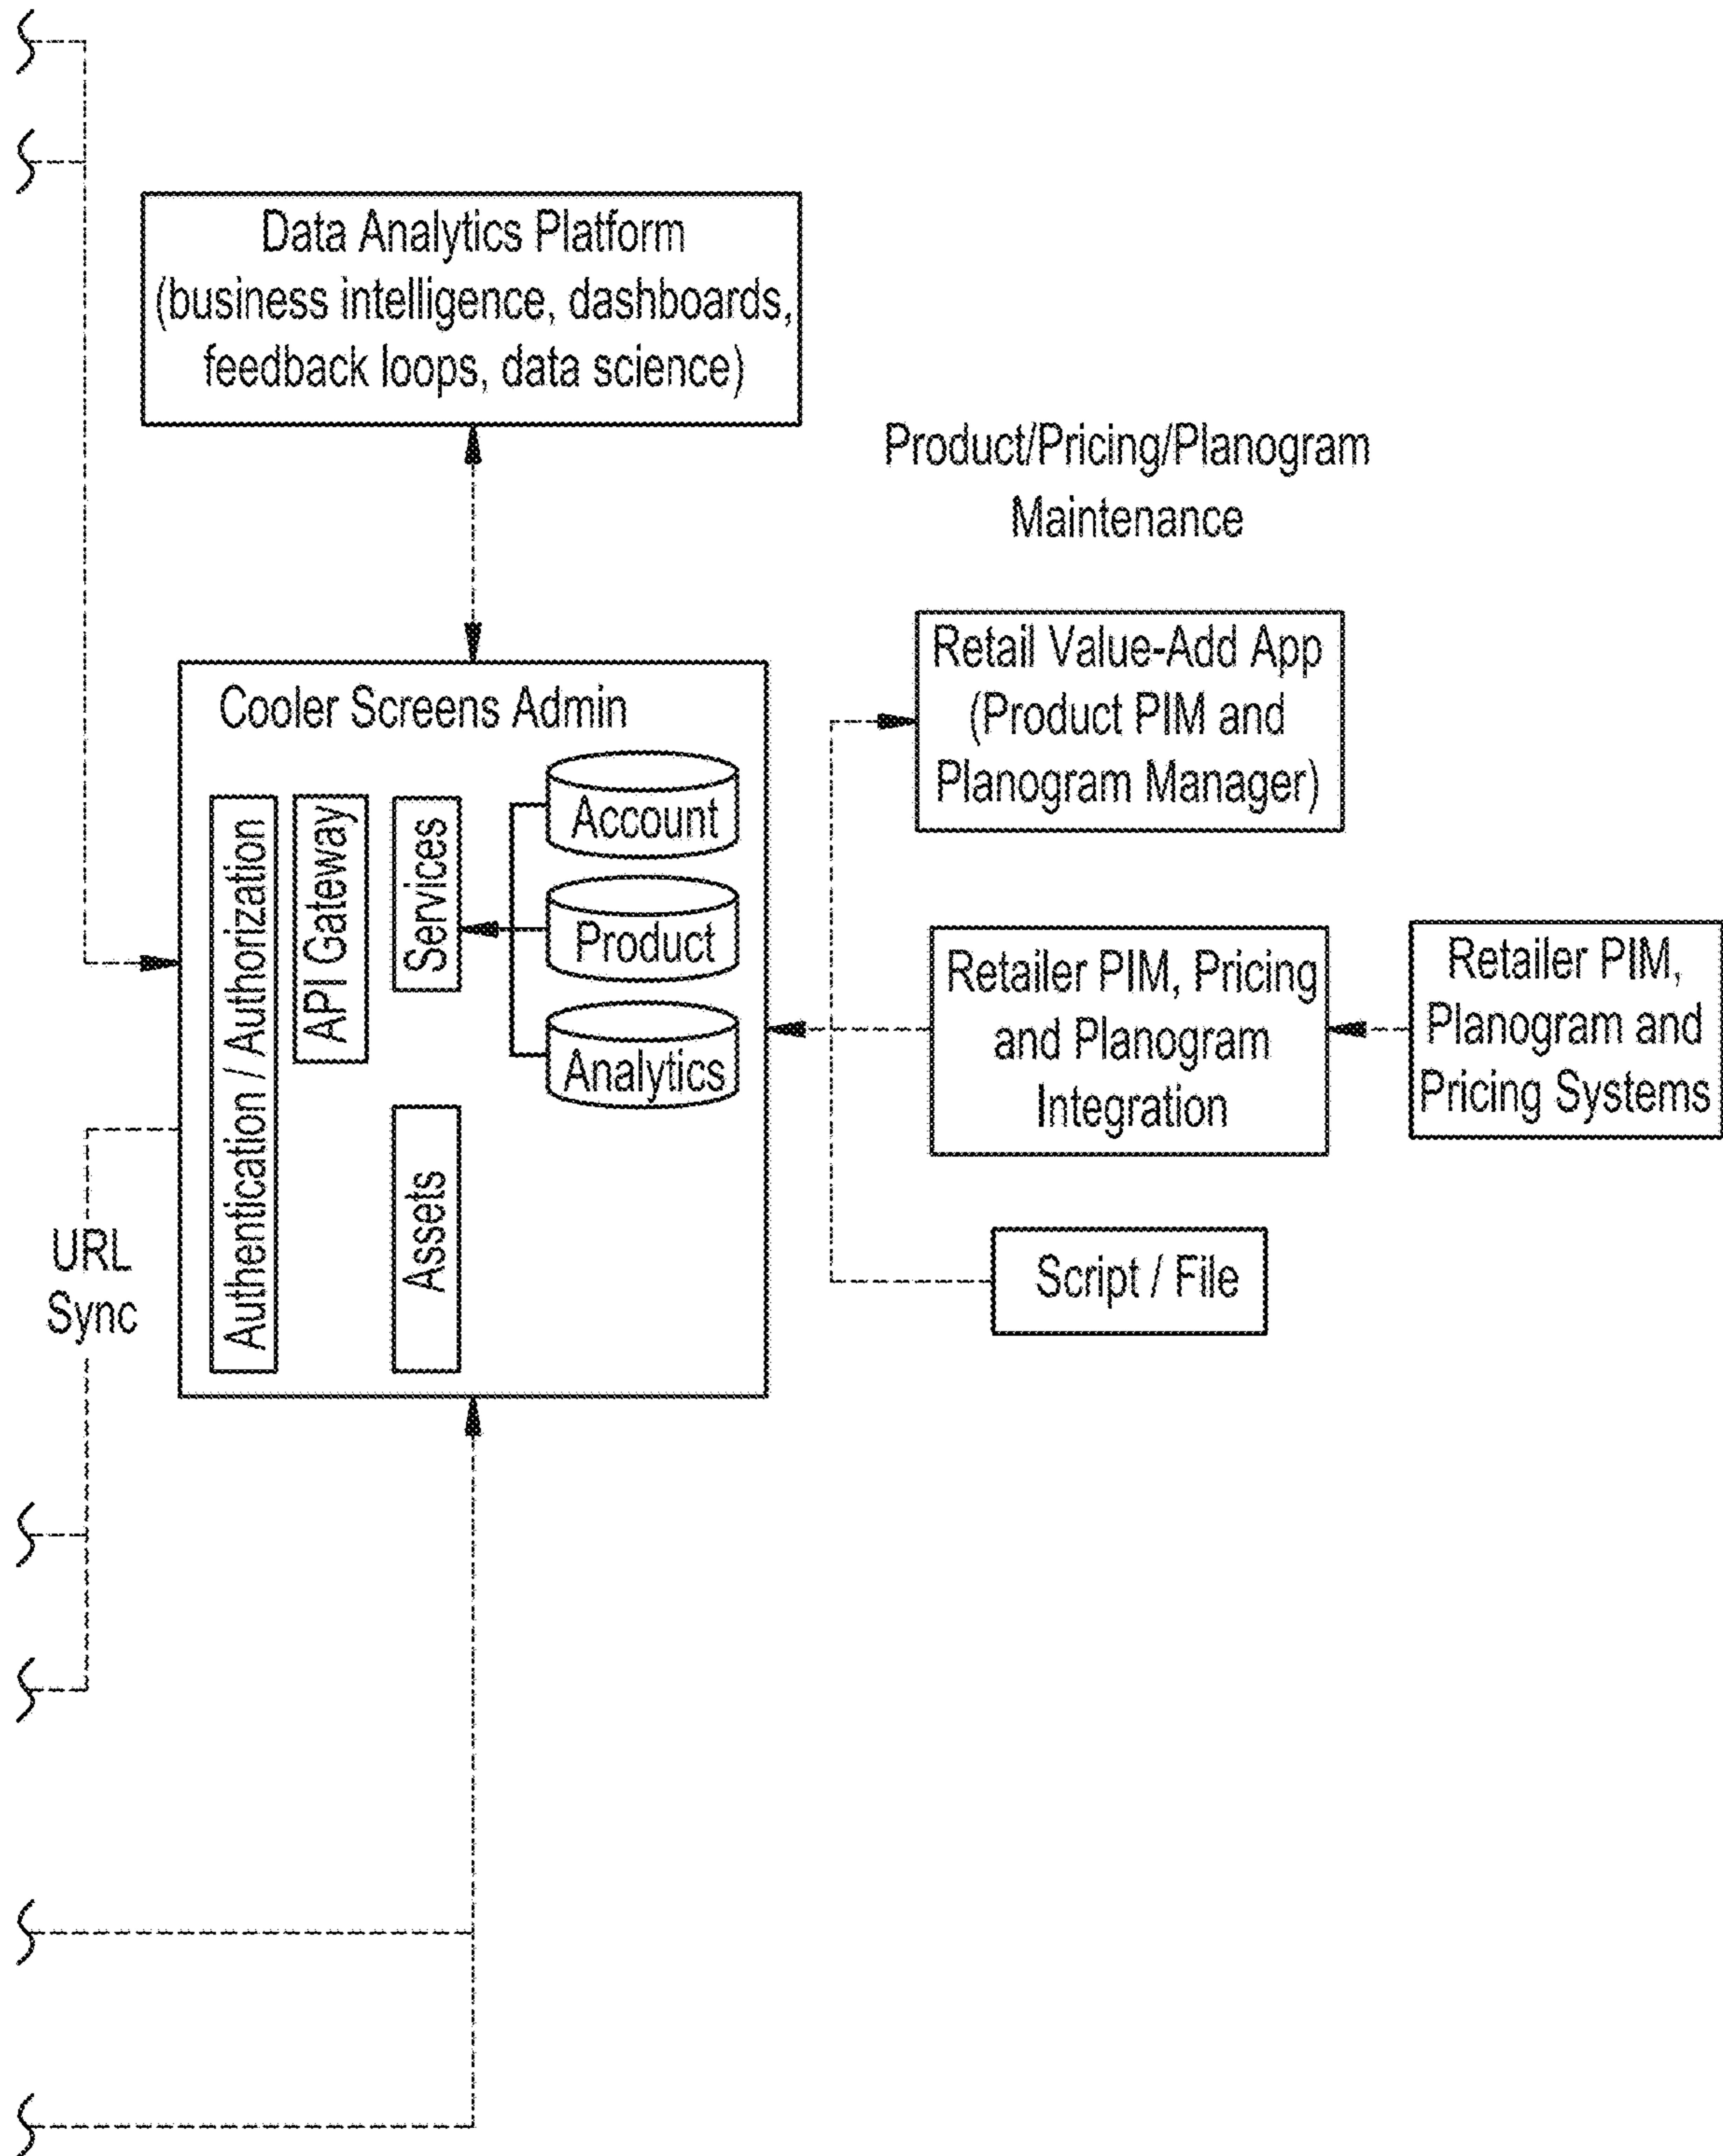 Data Analytics Platform
(business intelligence, dashboards,
feedback loops, data science)
Product/Pricing/Planogram
Maintenance
Cooler Screens Admin
Authentication / Authorization
API Gateway
Services
Account
Product
Analytics
Assets
Retail Value-Add App
(Product PIM and
Planogram Manager)
Retailer PIM, Pricing
and Planogram
Integration
Retailer PIM,
Planogram and
Pricing Systems
Script / File
URL
Sync